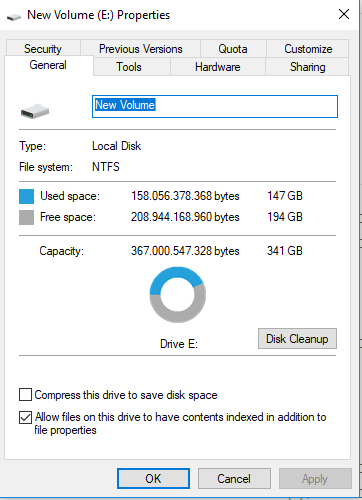 New Volume (E:) Properties
Security Previous Versions Quota Customize
General Tools Hardware Sharing
New Volume
Type: Local Disk
File system: NTFS
Used space: 158.056.378.368 bytes 147 GB
Free space: 208.944.168.960 bytes 194 GB
Capacity: 367.000.547.328 bytes 341 GB
Drive E: Disk Cleanup
Compress this drive to save disk space
Allow files on this drive to have contents indexed in addition to
file properties
OK Cancel Apply